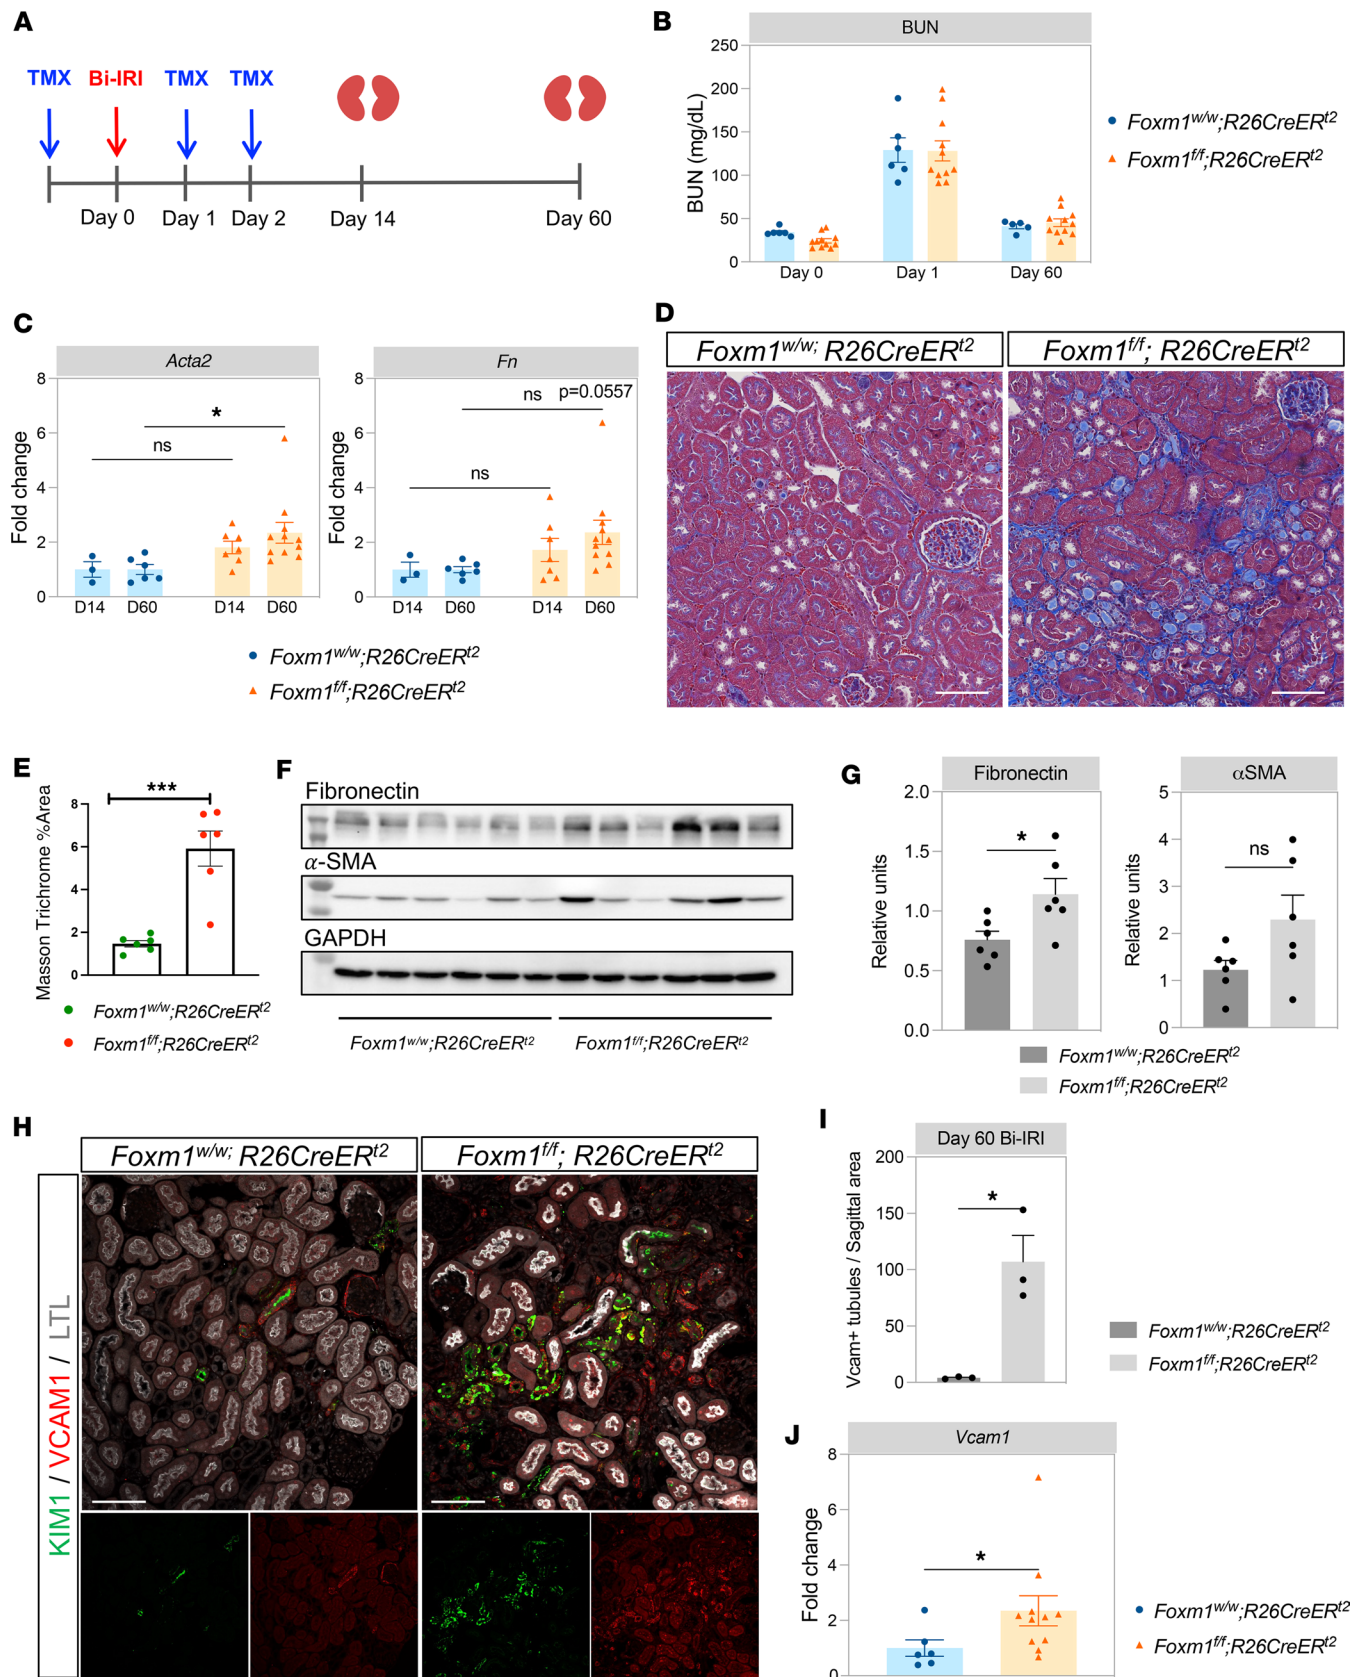 A
TMX Bi-IRI TMX TMX
Day 0 Day 1 Day 2 Day 14 Day 60
B
BUN
BUN (mg/dL)
250
200
150
100
50
0
Day 0 Day 1 Day 60
Foxm1w/w;R26CreERt2
Foxm1f/f;R26CreERt2
C
Acta2
Fold change
8
6
4
2
0
*
ns
D14 D60 D14 D60
Fn
Fold change
8
6
4
2
0
ns p=0.0557
ns
D14 D60 D14 D60
Foxm1w/w;R26CreERt2
Foxm1f/f;R26CreERt2
D
Foxm1w/w; R26CreERt2
Foxm1f/f; R26CreERt2
E
Masson Trichrome %Area
8
6
4
2
0
***
Foxm1w/w;R26CreERt2
Foxm1f/f;R26CreERt2
F
Fibronectin
α-SMA
GAPDH
Foxm1w/w;R26CreERt2 Foxm1f/f;R26CreERt2
G
Fibronectin
Relative units
2.0
1.5
1.0
0.5
0.0
*
αSMA
Relative units
5
4
3
2
1
0
ns
Foxm1w/w;R26CreERt2
Foxm1f/f;R26CreERt2
H
Foxm1w/w; R26CreERt2
Foxm1f/f; R26CreERt2
KIM1 / VCAM1 / LTL
I
Day 60 Bi-IRI
Vcam+ tubules / Sagittal area
200
150
100
50
0
*
Foxm1w/w;R26CreERt2
Foxm1f/f;R26CreERt2
J
Vcam1
Fold change
8
6
4
2
0
*
Foxm1w/w;R26CreERt2
Foxm1f/f;R26CreERt2